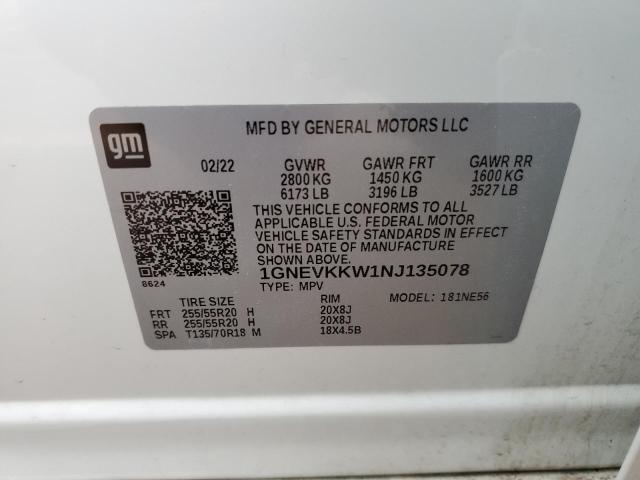 gm
MFD BY GENERAL MOTORS LLC
02/22 GVWR GAWR FRT GAWR RR
2800 KG 1450 KG 1600 KG
6173 LB 3196 LB 3527 LB
THIS VEHICLE CONFORMS TO ALL
APPLICABLE U.S. FEDERAL MOTOR
VEHICLE SAFETY STANDARDS IN EFFECT
ON THE DATE OF MANUFACTURE
SHOWN ABOVE.
1GNEVKKW1NJ135078
8624
TYPE: MPV MODEL: 181NE56
TIRE SIZE RIM
FRT 255/55R20 H 20X8J
RR 255/55R20 H 20X8J
SPA T135/70R18 M 18X4.5B